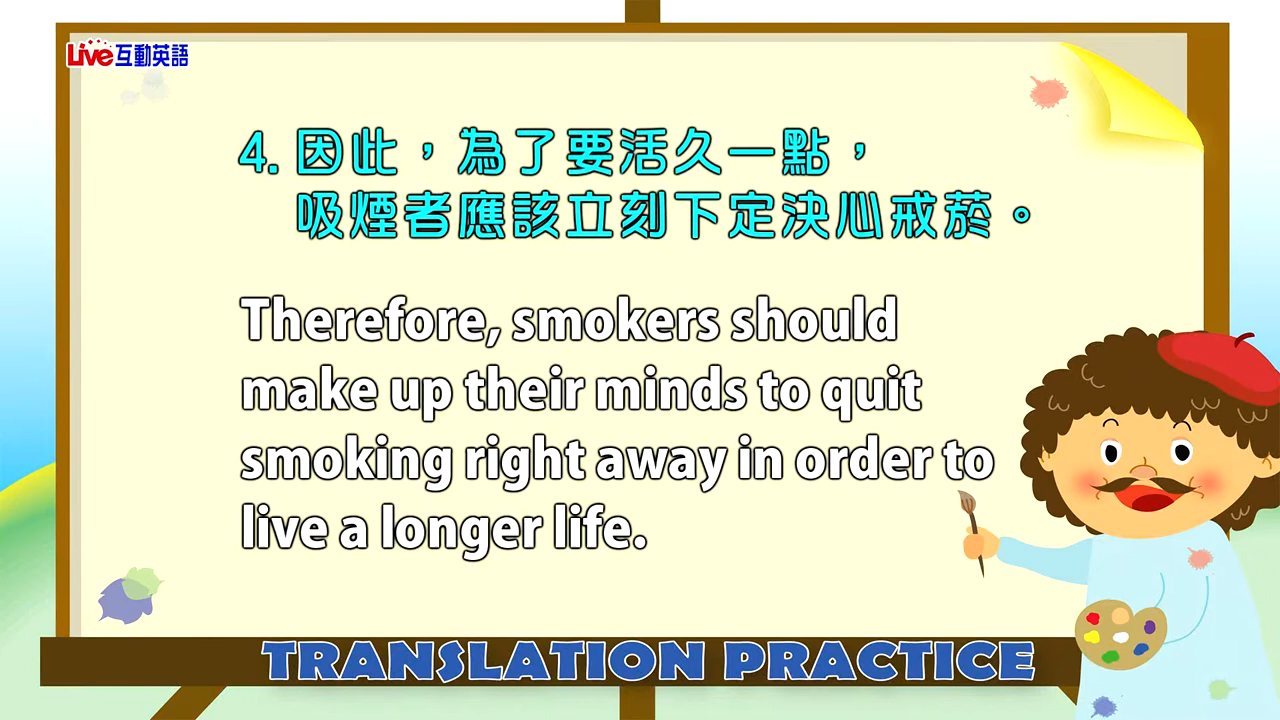 Live互動英語
4. 因此，為了要活久一點，
吸煙者應該立刻下定決心戒菸。
Therefore, smokers should
make up their minds to quit
smoking right away in order to
live a longer life.
TRANSLATION PRACTICE